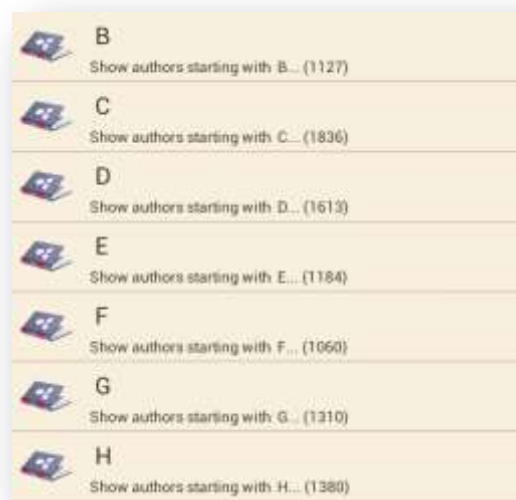 B
Show authors starting with B... (1127)
C
Show authors starting with C... (1836)
D
Show authors starting with D... (1613)
E
Show authors starting with E... (1184)
F
Show authors starting with F... (1060)
G
Show authors starting with G... (1310)
H
Show authors starting with H... (1380)